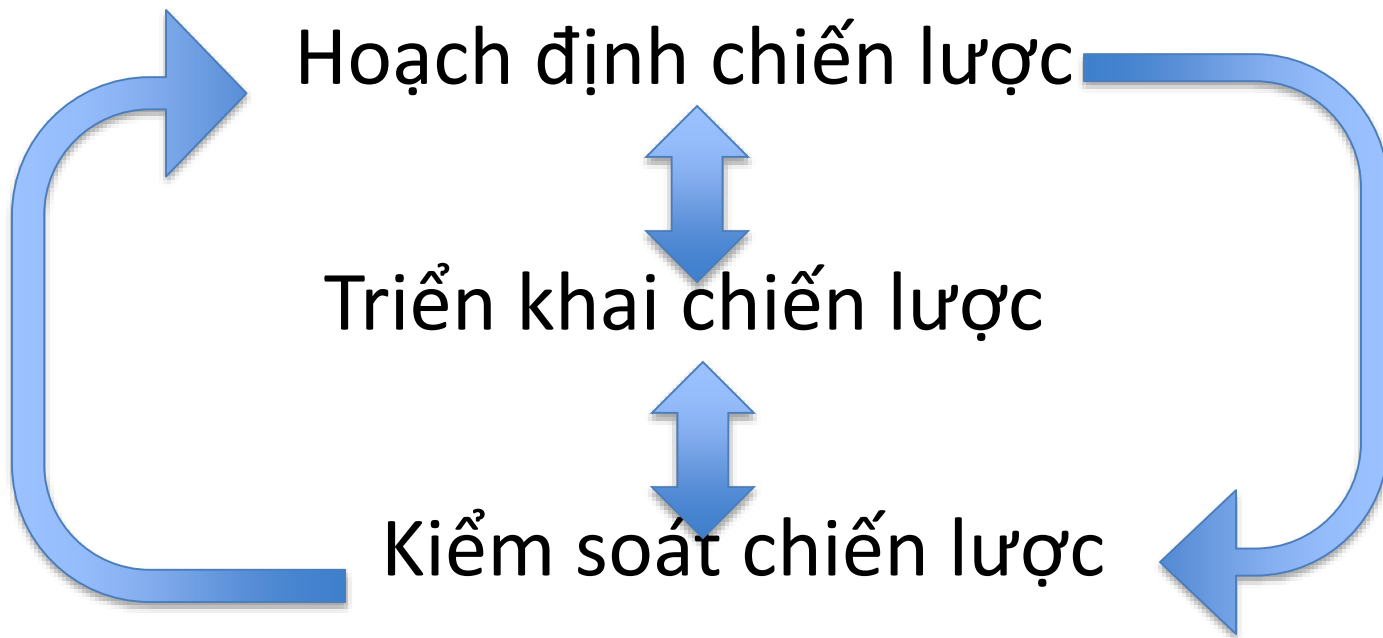 Hoạch định chiến lược
Triển khai chiến lược
Kiểm soát chiến lược